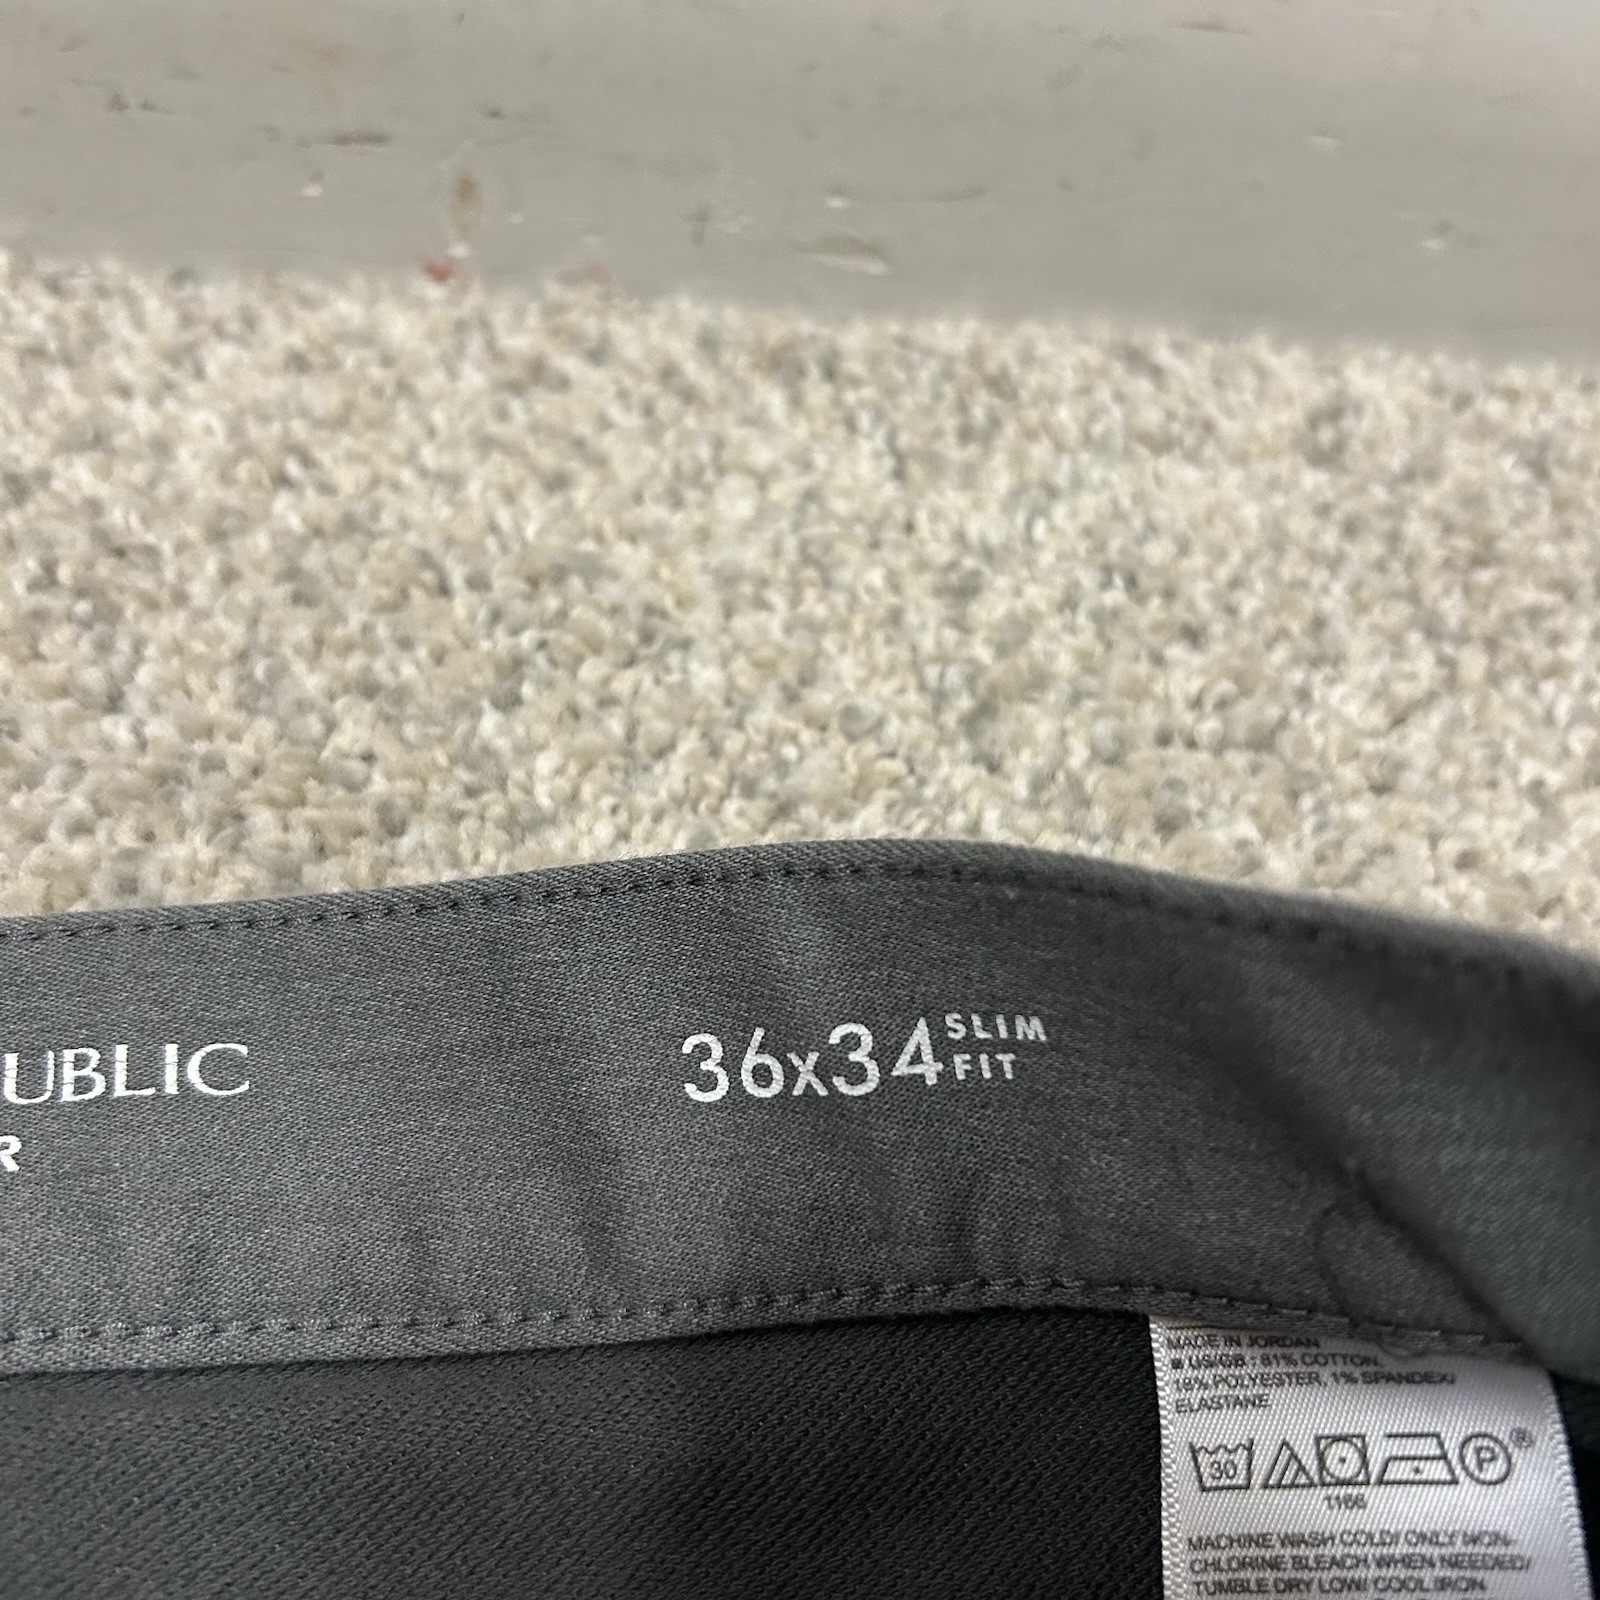 UBLIC
R
36x34 SLIM FIT
MADE IN JORDAN
■ US/GB : 81% COTTON,
18% POLYESTER, 1% SPANDEX/
ELASTANE
30 P ®
1166
MACHINE WASH COLD/ ONLY NON-
CHLORINE BLEACH WHEN NEEDED/
TUMBLE DRY LOW/ COOL IRON